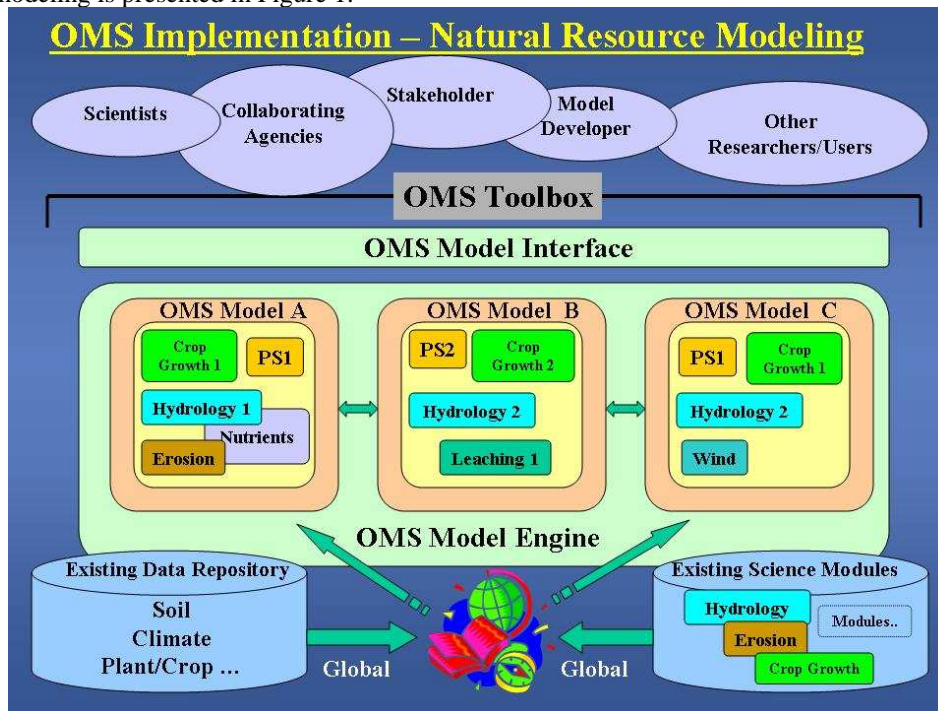 modeling is presented in Figure 1.
OMS Implementation – Natural Resource Modeling
Scientists
Collaborating
Agencies
Stakeholder
Model
Developer
Other
Researchers/Users
OMS Toolbox
OMS Model Interface
OMS Model A
Crop
Growth 1
PS1
Hydrology 1
Nutrients
Erosion
OMS Model B
PS2
Crop
Growth 2
Hydrology 2
Leaching 1
OMS Model C
PS1
Crop
Growth 1
Hydrology 2
Wind
OMS Model Engine
Existing Data Repository
Soil
Climate
Plant/Crop ...
Global
Global
Existing Science Modules
Hydrology
Modules..
Erosion
Crop Growth